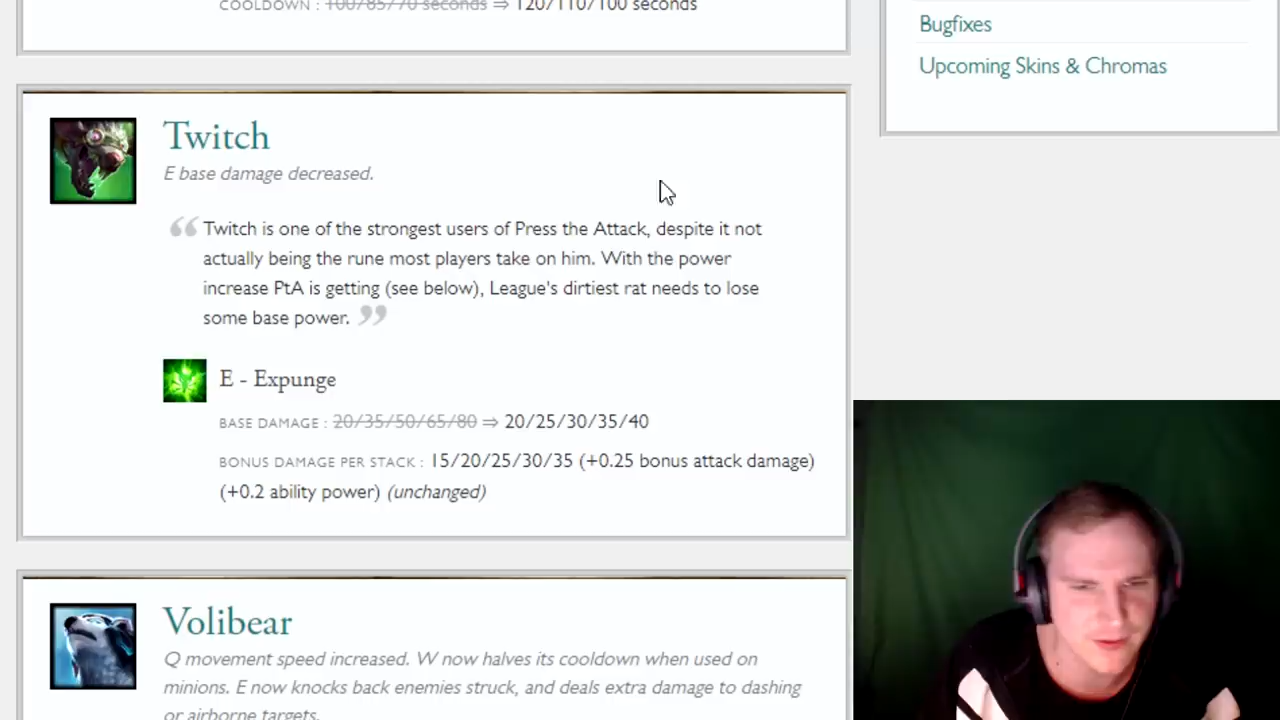 COOLDOWN : 100/85/70 seconds ⇒ 120/110/100 seconds
Bugfixes
Upcoming Skins & Chromas
Twitch
E base damage decreased.
“ Twitch is one of the strongest users of Press the Attack, despite it not
actually being the rune most players take on him. With the power
increase PtA is getting (see below), League's dirtiest rat needs to lose
some base power. ”
E - Expunge
BASE DAMAGE : 20/35/50/65/80 ⇒ 20/25/30/35/40
BONUS DAMAGE PER STACK : 15/20/25/30/35 (+0.25 bonus attack damage)
(+0.2 ability power) (unchanged)
Volibear
Q movement speed increased. W now halves its cooldown when used on
minions. E now knocks back enemies struck, and deals extra damage to dashing
or airborne targets.